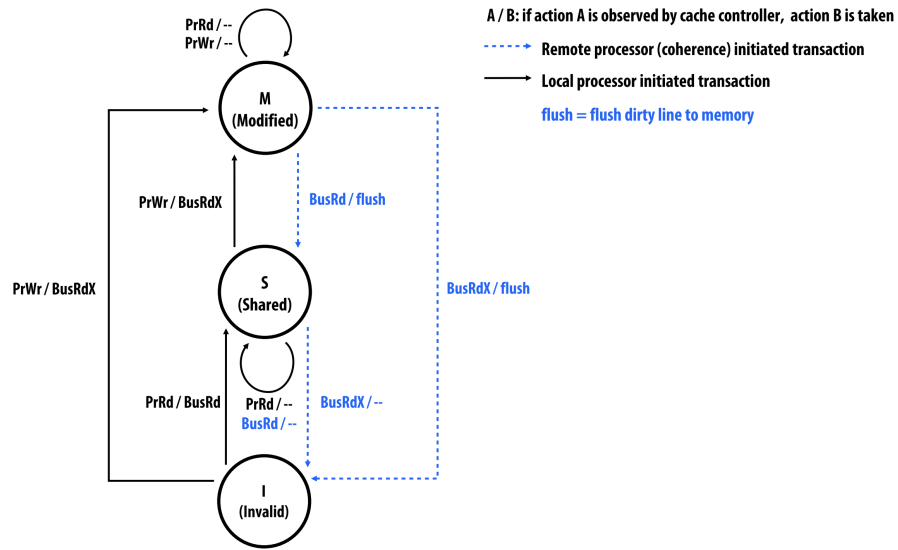 A / B: if action A is observed by cache controller, action B is taken
Remote processor (coherence) initiated transaction
Local processor initiated transaction
flush = flush dirty line to memory
PrRd / --
PrWr / --
M
(Modified)
PrWr / BusRdX
BusRd / flush
S
(Shared)
PrWr / BusRdX
BusRdX / flush
PrRd / BusRd
PrRd / --
BusRd / --
BusRdX / --
I
(Invalid)